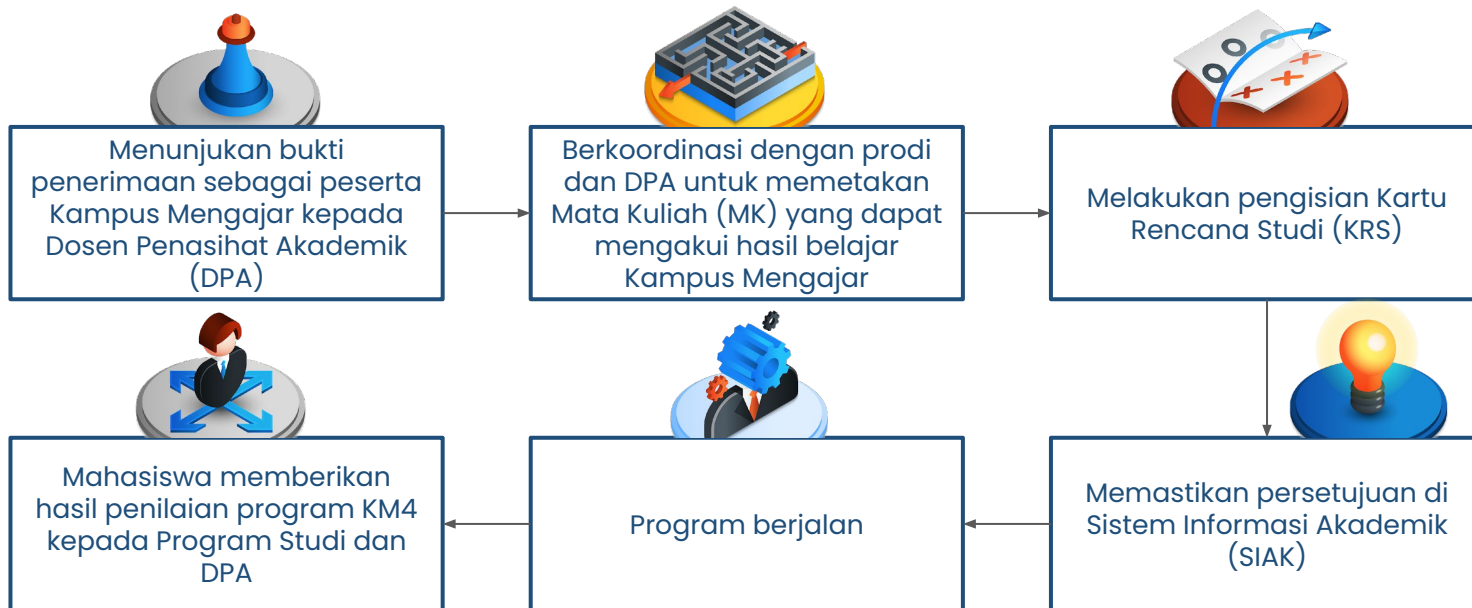 Menunjukan bukti
penerimaan sebagai peserta
Kampus Mengajar kepada
Dosen Penasihat Akademik
(DPA)
Berkoordinasi dengan prodi
dan DPA untuk memetakan
Mata Kuliah (MK) yang dapat
mengakui hasil belajar
Kampus Mengajar
Melakukan pengisian Kartu
Rencana Studi (KRS)
Memastikan persetujuan di
Sistem Informasi Akademik
(SIAK)
Program berjalan
Mahasiswa memberikan
hasil penilaian program KM4
kepada Program Studi dan
DPA